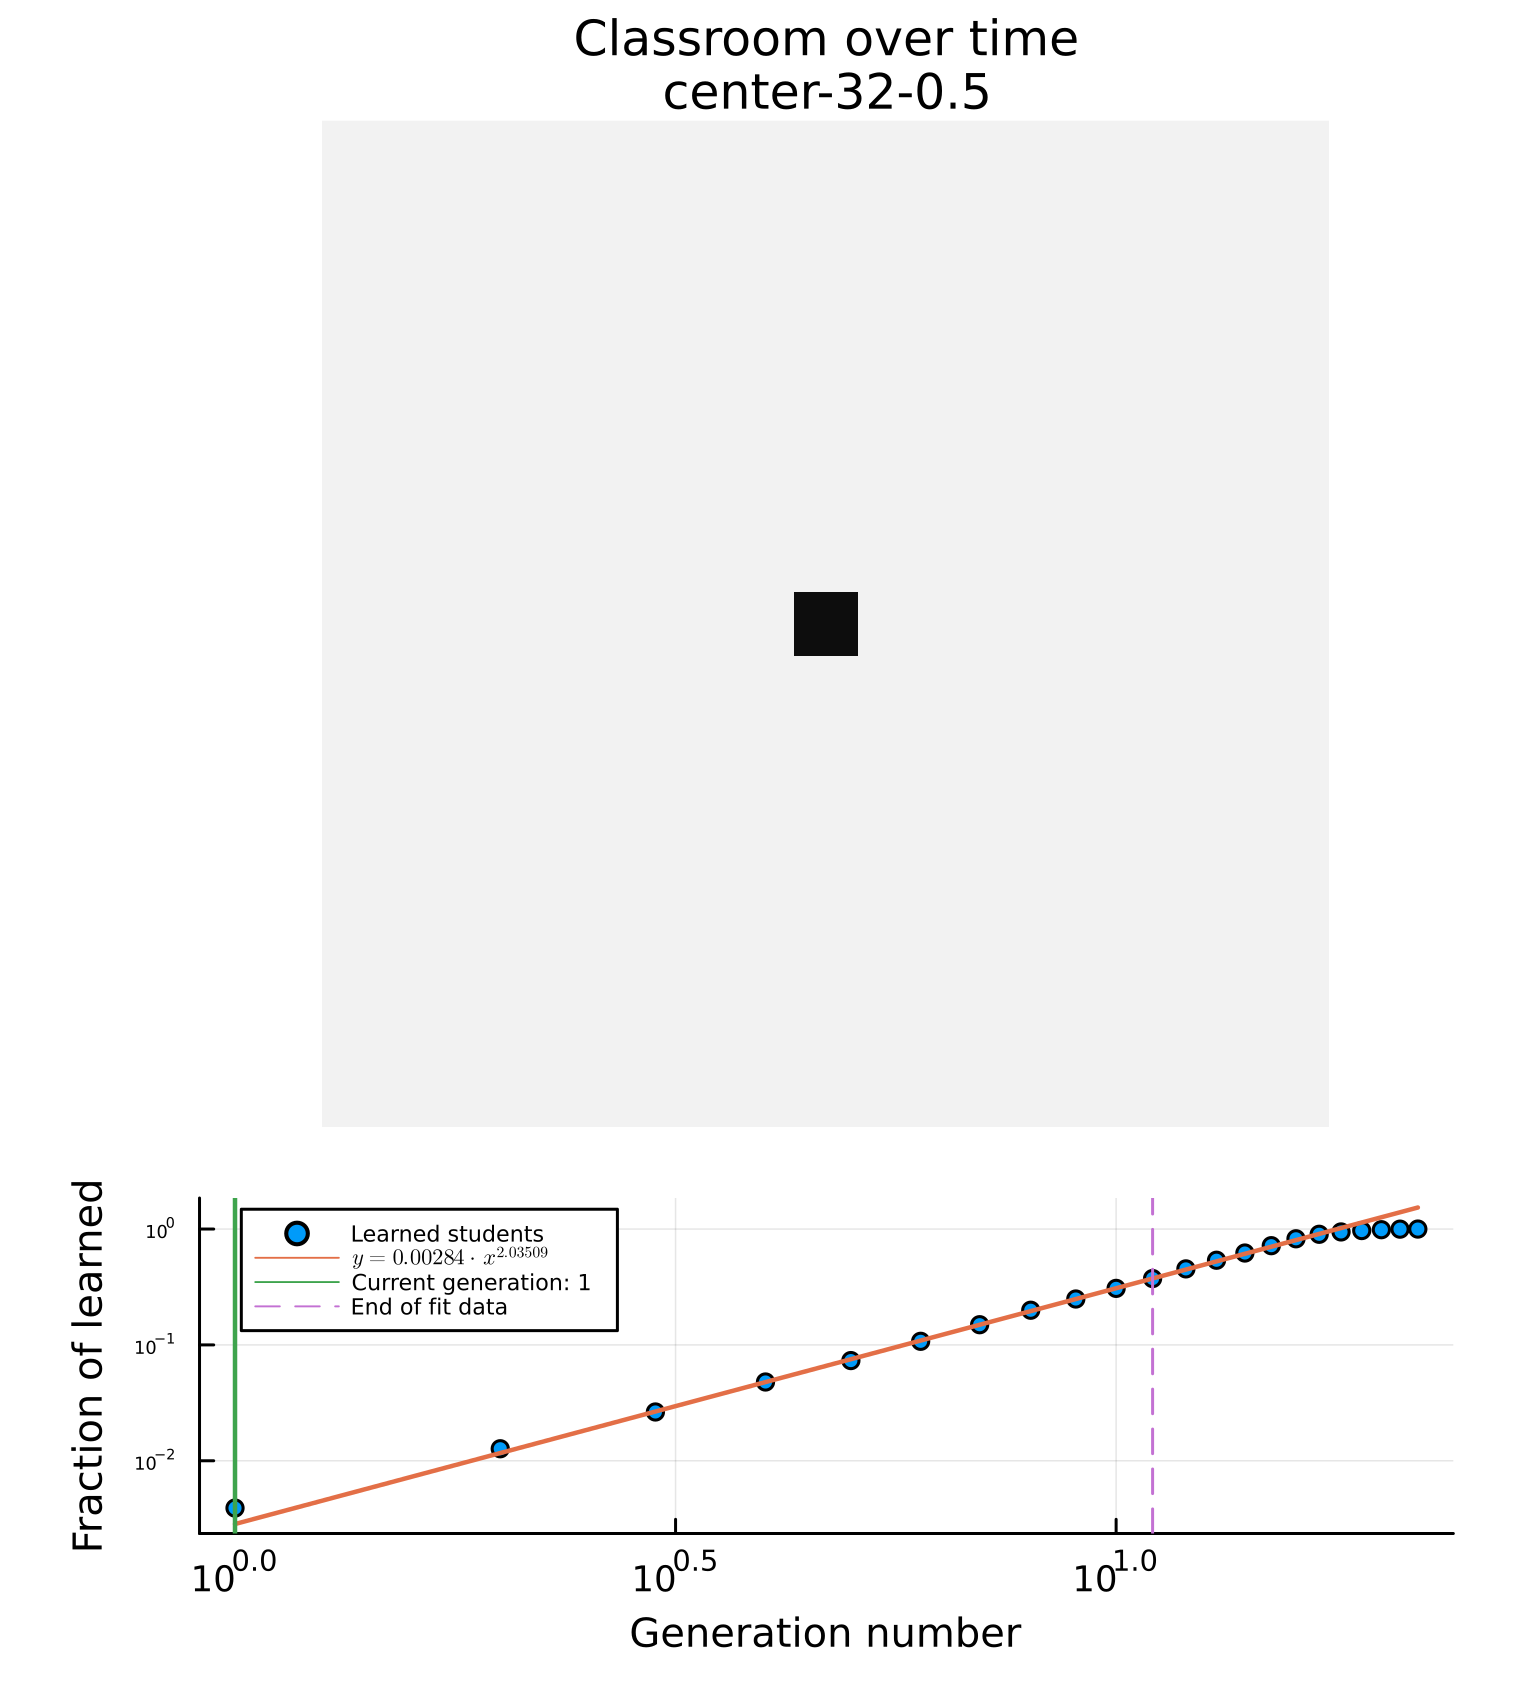 Classroom over time
center-32-0.5
Fraction of learned
10⁰
10⁻¹
10⁻²
Learned students
y = 0.00284 · x^{2.03509}
Current generation: 1
End of fit data
10^{0.0} 10^{0.5} 10^{1.0}
Generation number